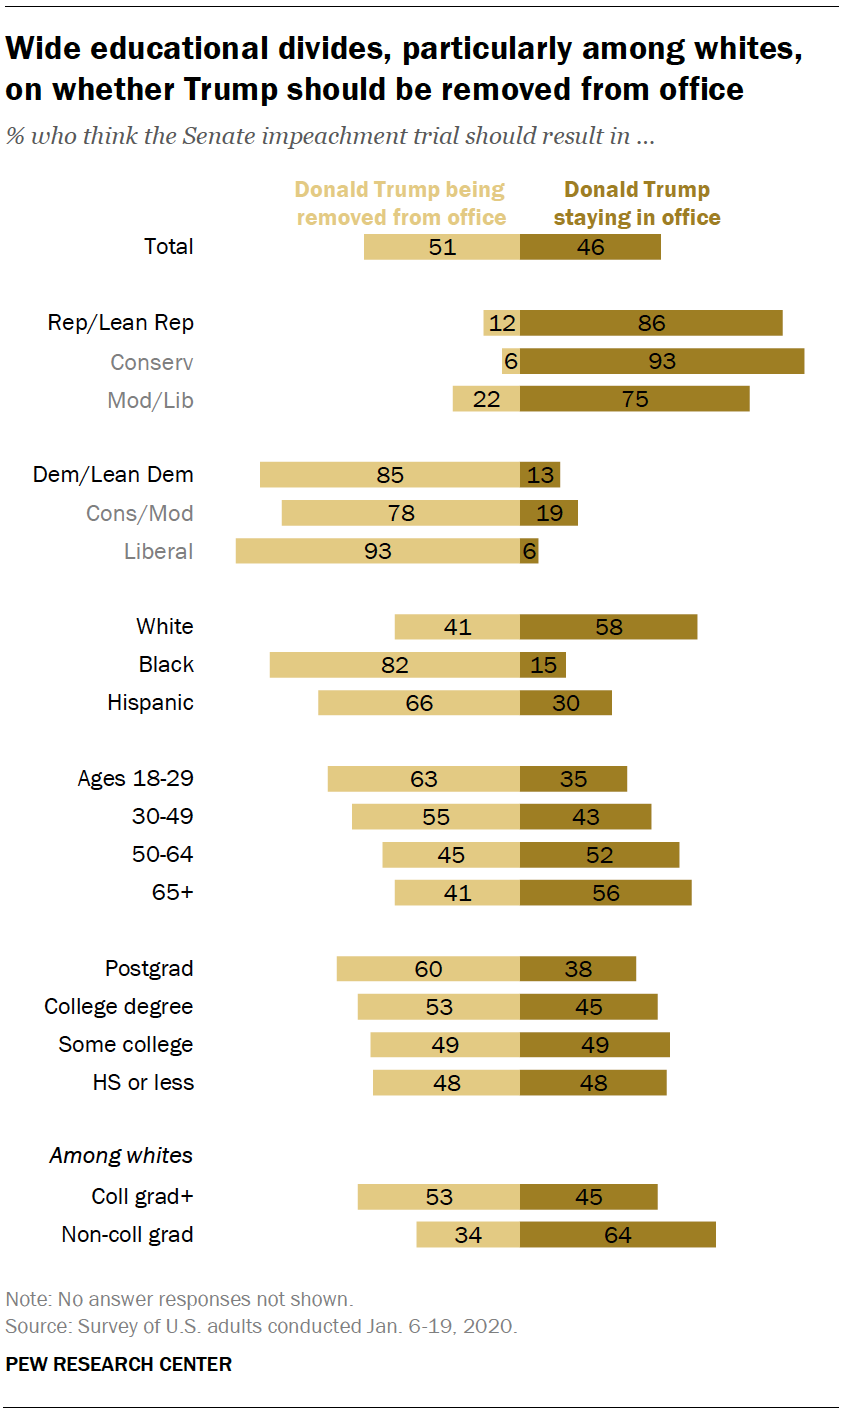 Wide educational divides, particularly among whites,
on whether Trump should be removed from office
% who think the Senate impeachment trial should result in ...
Donald Trump being removed from office
Donald Trump staying in office
Total 51 46
Rep/Lean Rep 12 86
Conserv 6 93
Mod/Lib 22 75
Dem/Lean Dem 85 13
Cons/Mod 78 19
Liberal 93 6
White 41 58
Black 82 15
Hispanic 66 30
Ages 18-29 63 35
30-49 55 43
50-64 45 52
65+ 41 56
Postgrad 60 38
College degree 53 45
Some college 49 49
HS or less 48 48
Among whites
Coll grad+ 53 45
Non-coll grad 34 64
Note: No answer responses not shown.
Source: Survey of U.S. adults conducted Jan. 6-19, 2020.
PEW RESEARCH CENTER